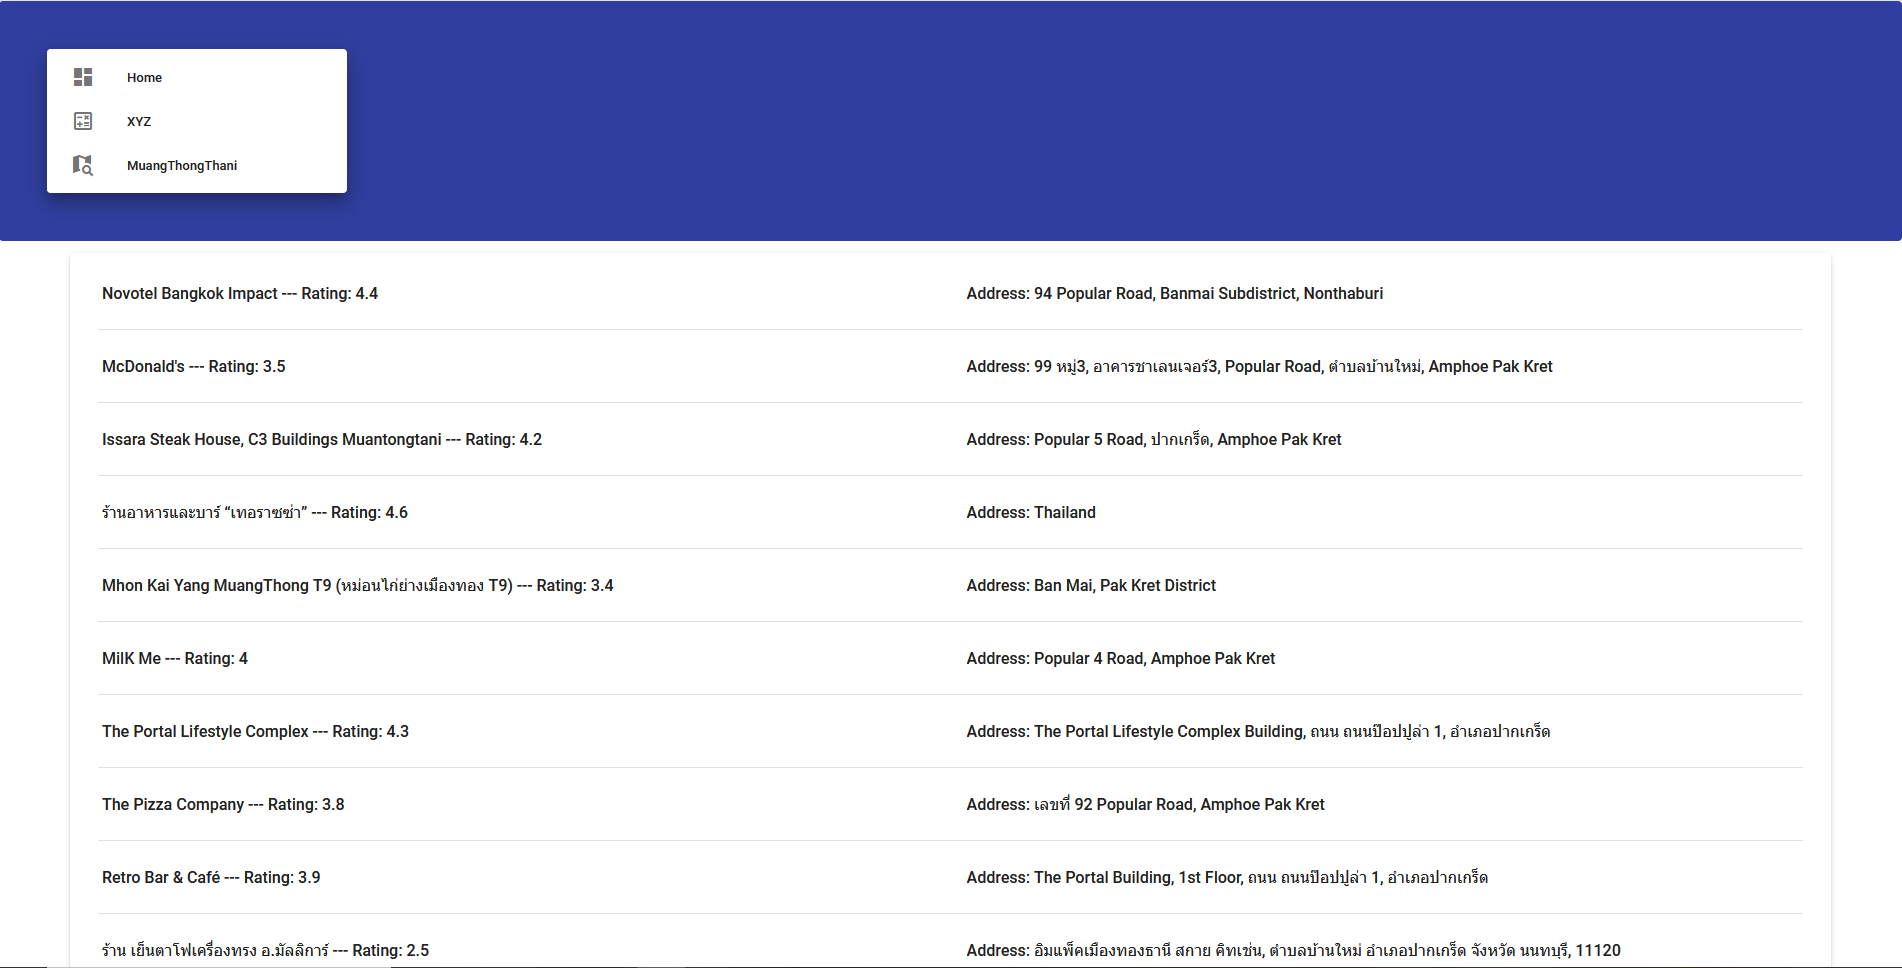 Home
XYZ
MuangThongThani
Novotel Bangkok Impact --- Rating: 4.4
Address: 94 Popular Road, Banmai Subdistrict, Nonthaburi
McDonald's --- Rating: 3.5
Address: 99 หมู่3, อาคารชาเลนเจอร์3, Popular Road, ตำบลบ้านใหม่, Amphoe Pak Kret
Issara Steak House, C3 Buildings Muantongtani --- Rating: 4.2
Address: Popular 5 Road, ปากเกร็ด, Amphoe Pak Kret
ร้านอาหารและบาร์ “เทอราซซ่า” --- Rating: 4.6
Address: Thailand
Mhon Kai Yang MuangThong T9 (หม่อนไก่ย่างเมืองทอง T9) --- Rating: 3.4
Address: Ban Mai, Pak Kret District
MilK Me --- Rating: 4
Address: Popular 4 Road, Amphoe Pak Kret
The Portal Lifestyle Complex --- Rating: 4.3
Address: The Portal Lifestyle Complex Building, ถนน ถนนป๊อปปูล่า 1, อำเภอปากเกร็ด
The Pizza Company --- Rating: 3.8
Address: เลขที่ 92 Popular Road, Amphoe Pak Kret
Retro Bar & Café --- Rating: 3.9
Address: The Portal Building, 1st Floor, ถนน ถนนป๊อปปูล่า 1, อำเภอปากเกร็ด
ร้าน เย็นตาโฟเครื่องทรง อ.มัลลิการ์ --- Rating: 2.5
Address: อิมแพ็คเมืองทองธานี สกาย คิทเช่น, ตำบลบ้านใหม่ อำเภอปากเกร็ด จังหวัด นนทบุรี, 11120